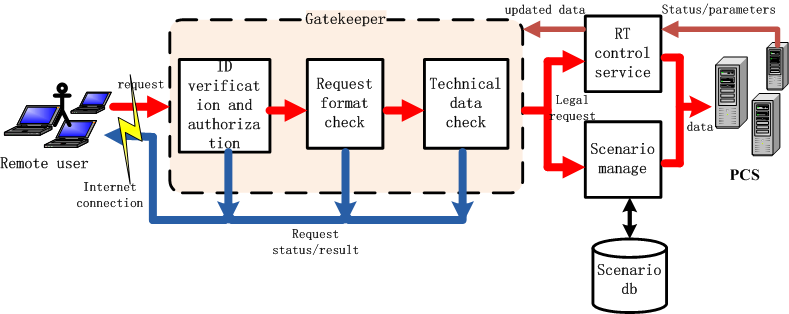 Gatekeeper
updated data
Status/parameters
request
ID
verificat
ion and
authoriza
tion
Request
format
check
Technical
data
check
Legal
request
RT
control
service
Scenario
manage
data
PCS
Remote user
Internet
connection
Request
status/result
Scenario
db